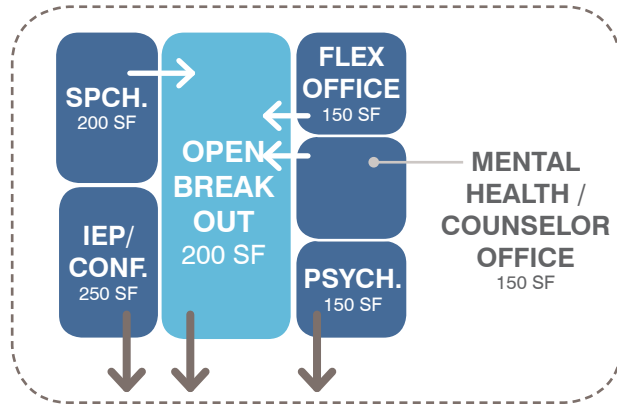 SPCH.
200 SF
IEP/
CONF.
250 SF
OPEN
BREAK
OUT
200 SF
FLEX
OFFICE
150 SF
PSYCH.
150 SF
MENTAL
HEALTH /
COUNSELOR
OFFICE
150 SF